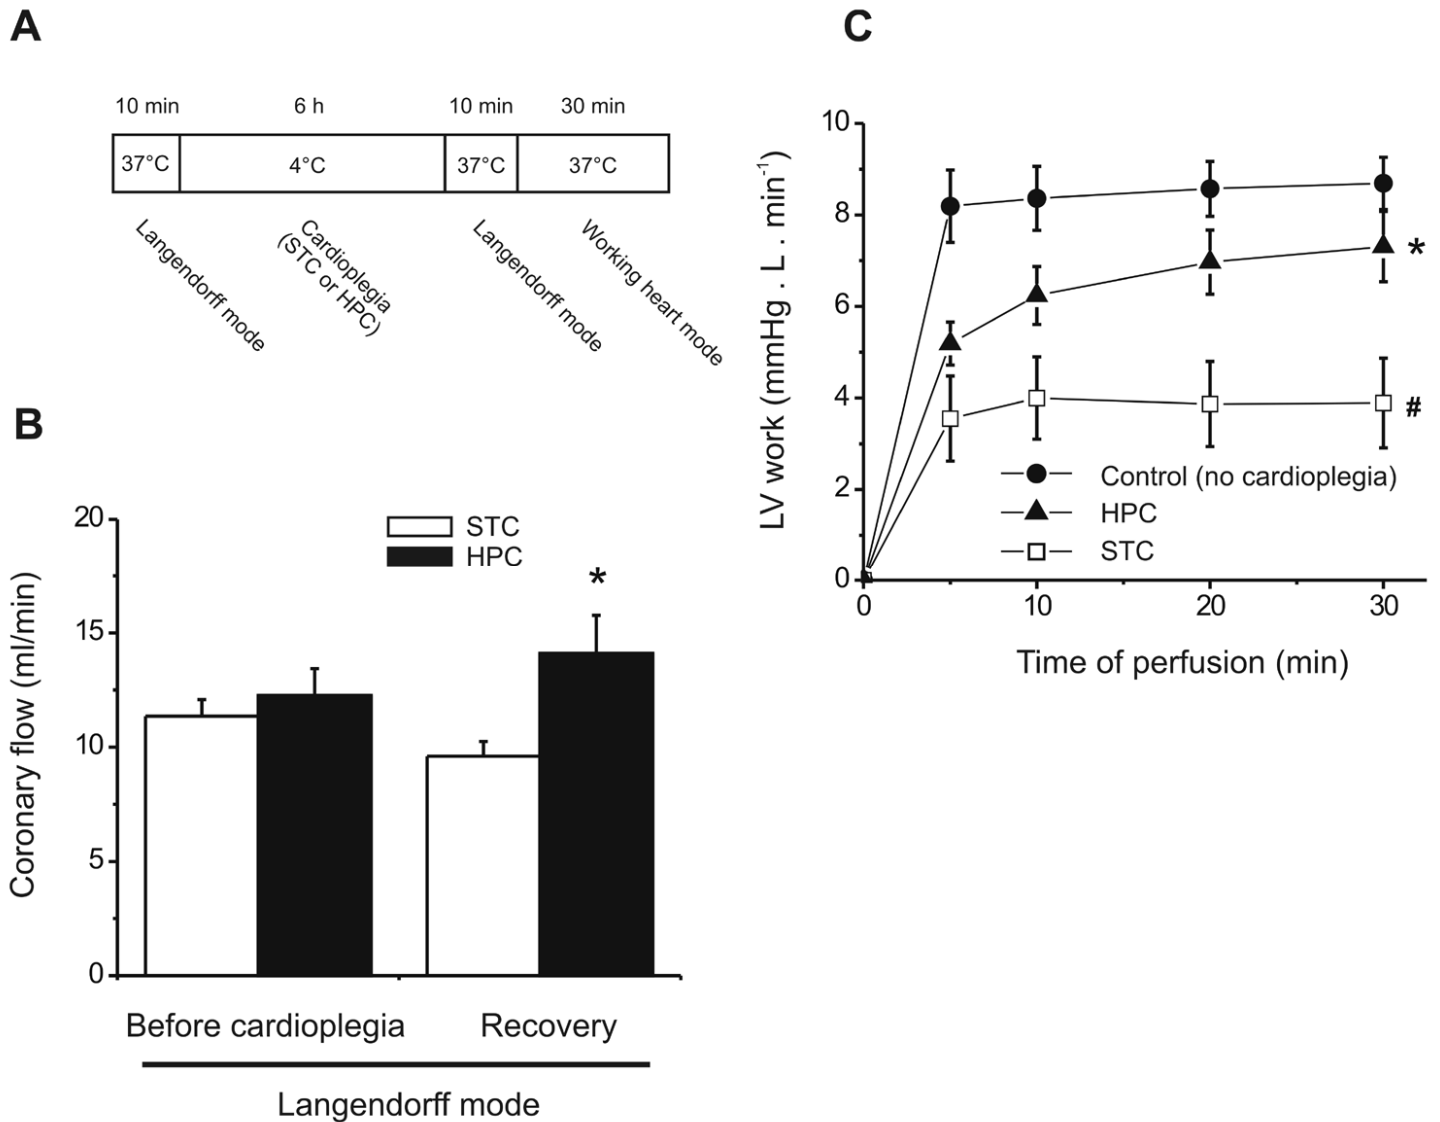 A
10 min 6 h 10 min 30 min
37°C 4°C 37°C 37°C
Langendorff mode
Cardioplegia
(STC or HPC)
Langendorff mode
Working heart mode
B
20
15
10
5
0
Coronary flow (ml/min)
STC
HPC
*
Before cardioplegia Recovery
Langendorff mode
C
10
8
6
4
2
0
LV work (mmHg . L . min-1)
*
#
Control (no cardioplegia)
HPC
STC
0 10 20 30
Time of perfusion (min)